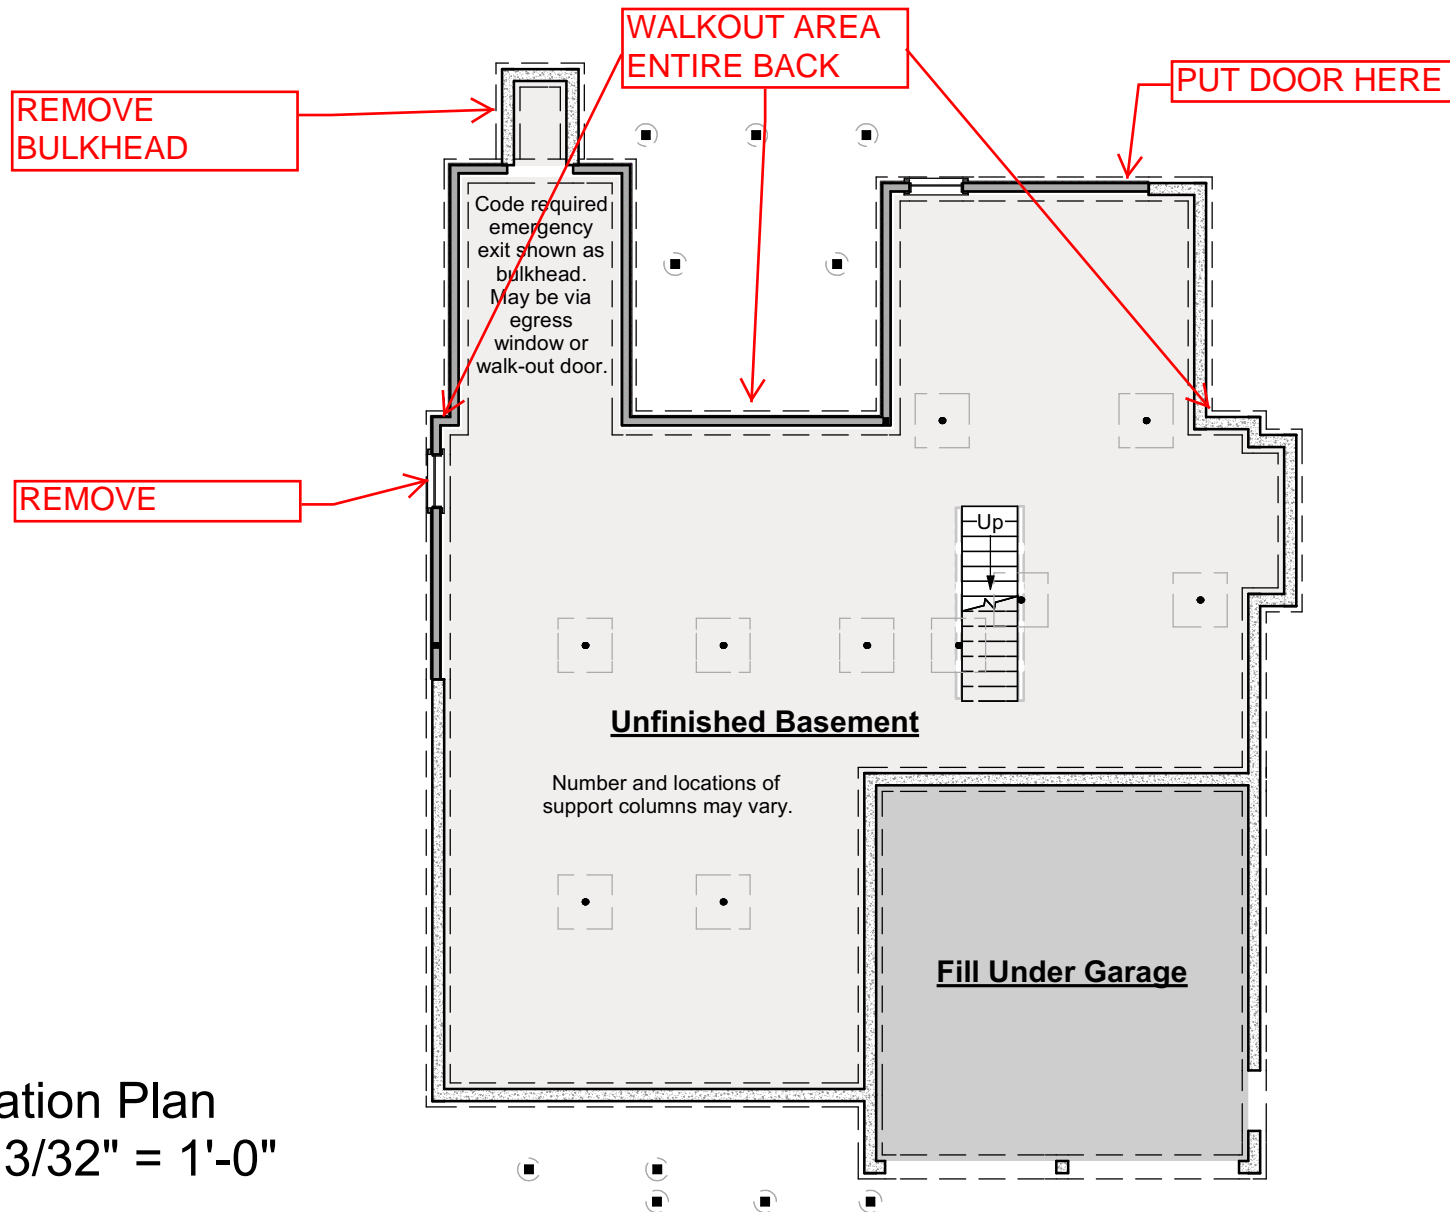 WALKOUT AREA
ENTIRE BACK
PUT DOOR HERE
REMOVE
BULKHEAD
Code required
emergency
exit shown as
bulkhead.
May be via
egress
window or
walk-out door.
REMOVE
Up
Unfinished Basement
Number and locations of
support columns may vary.
Fill Under Garage
ation Plan
3/32" = 1'-0"